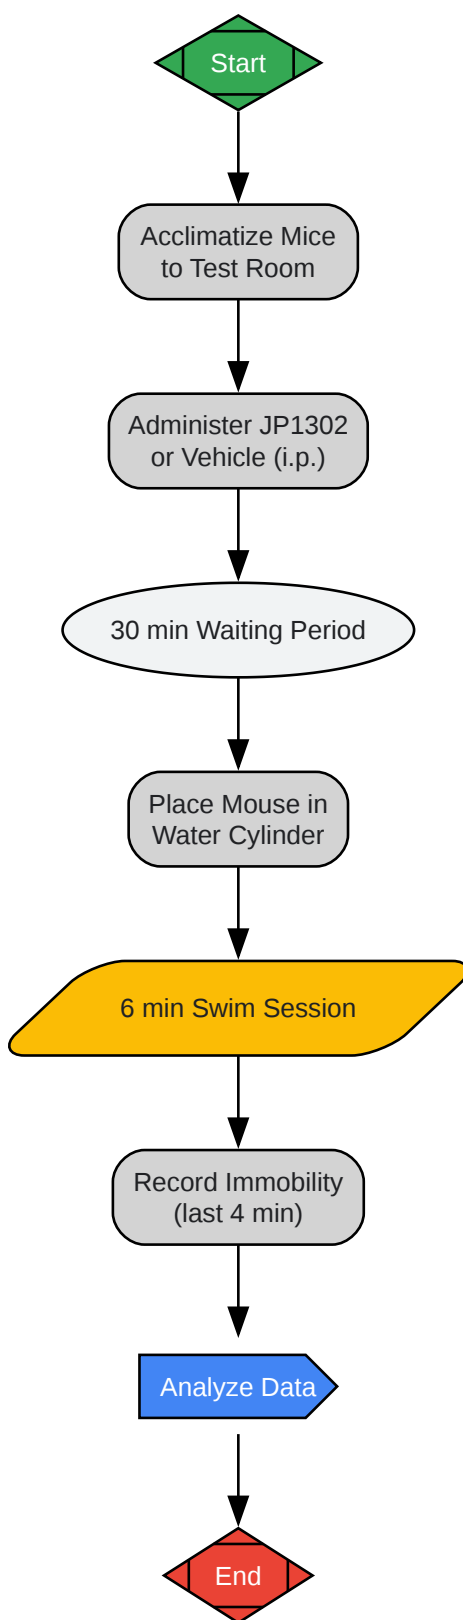 Start
Acclimatize Mice
to Test Room
Administer JP1302
or Vehicle (i.p.)
30 min Waiting Period
Place Mouse in
Water Cylinder
6 min Swim Session
Record Immobility
(last 4 min)
Analyze Data
End